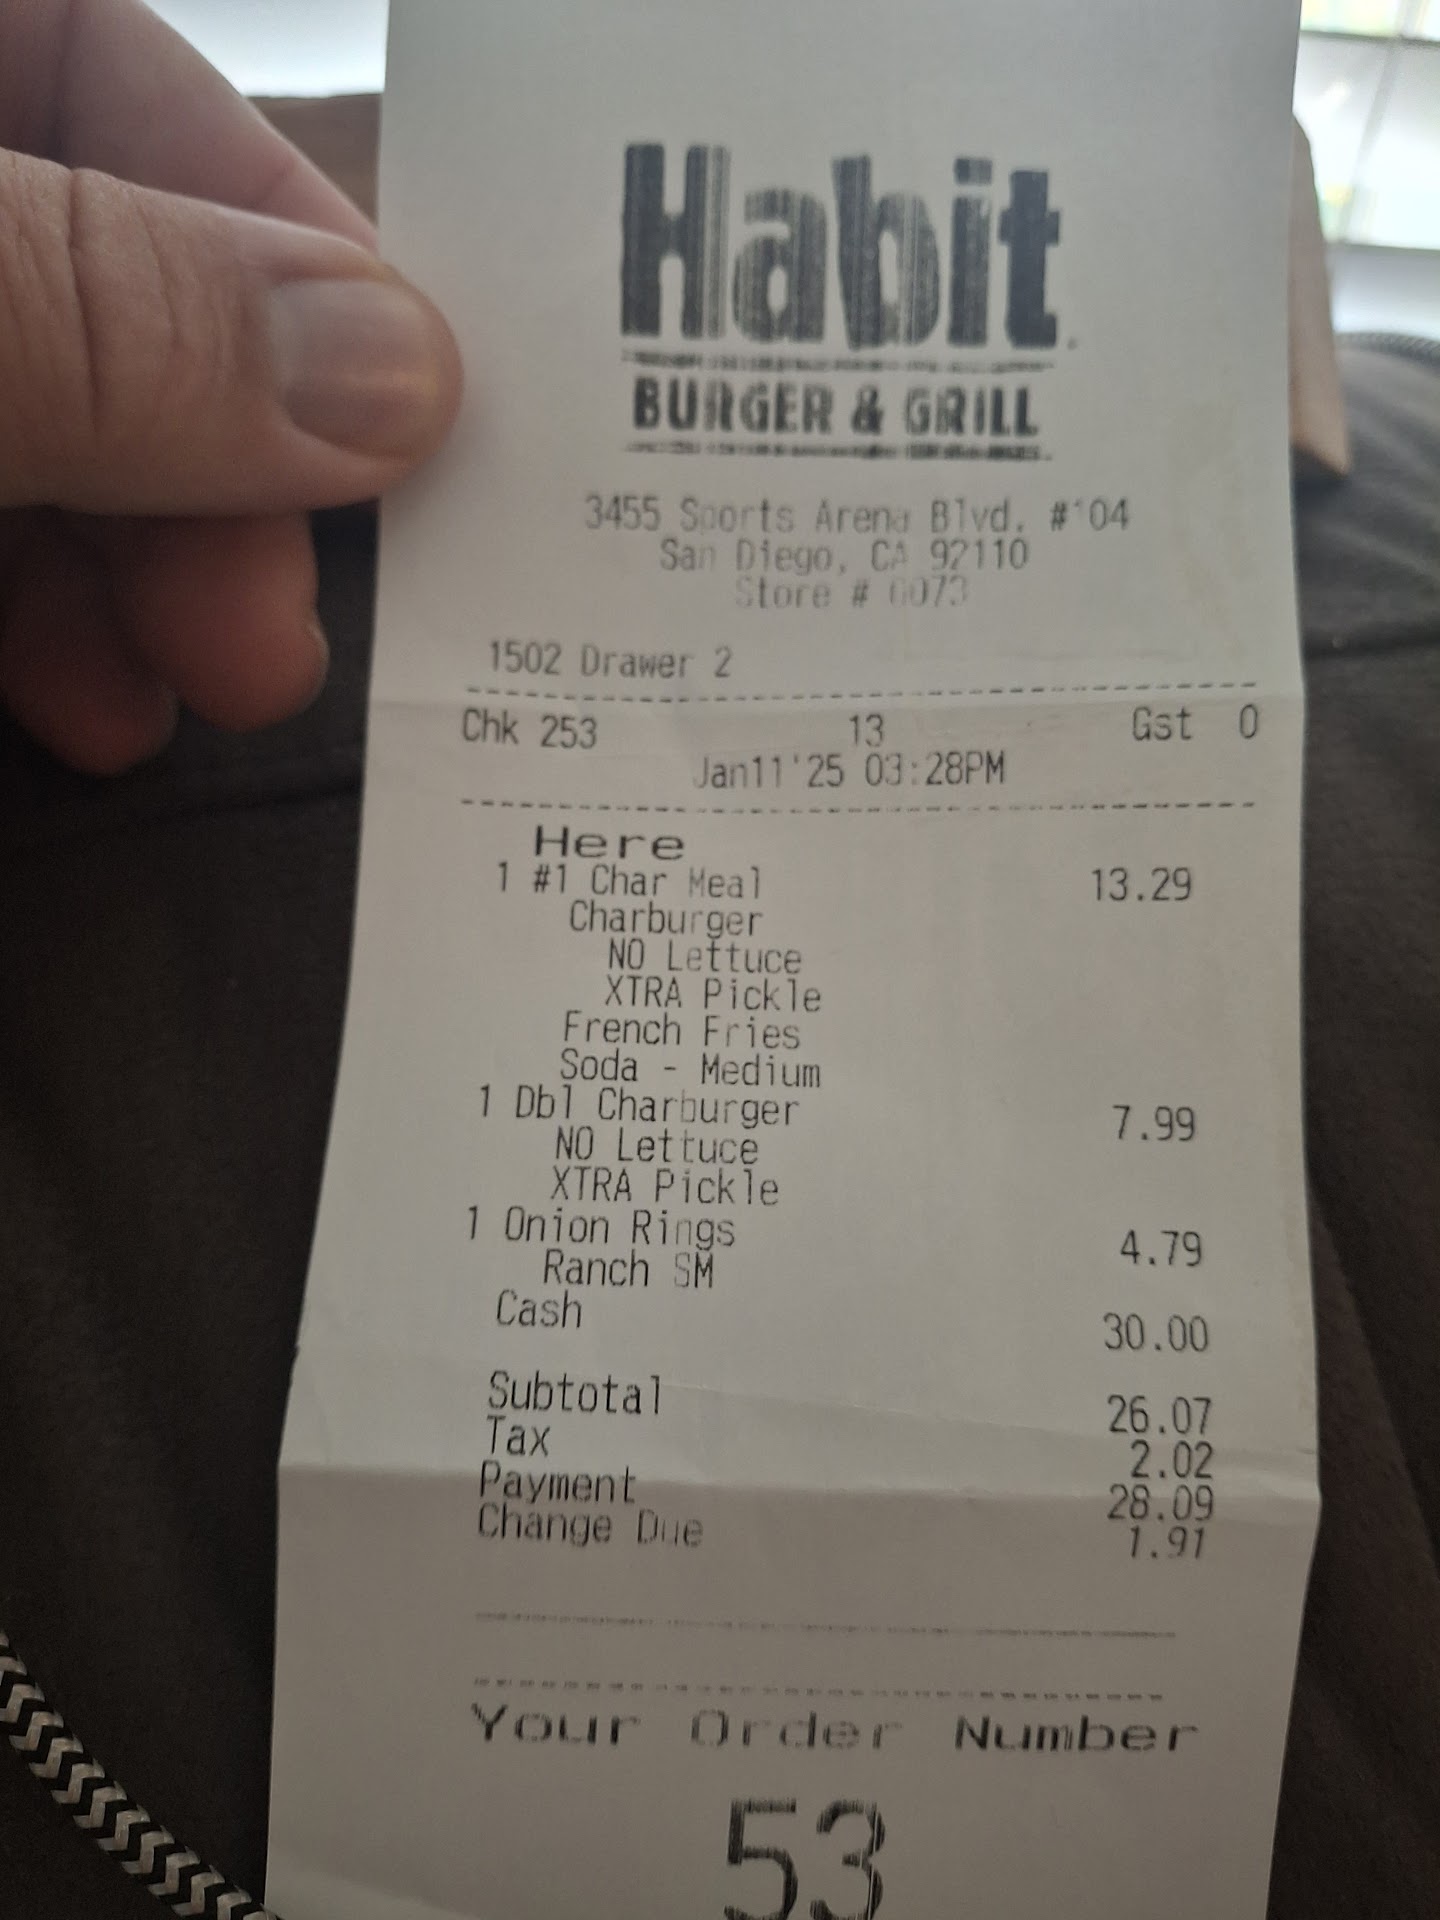 Habit
BURGER & GRILL
3455 Sports Arena Blvd. #104
San Diego, CA 92110
Store # 0073
1502 Drawer 2
Chk 253 13 Gst 0
Jan11'25 03:28PM
Here
1 #1 Char Meal 13.29
Charburger
NO Lettuce
XTRA Pickle
French Fries
Soda - Medium
1 Dbl Charburger 7.99
NO Lettuce
XTRA Pickle
1 Onion Rings 4.79
Ranch SM
Cash 30.00
Subtotal 26.07
Tax 2.02
Payment 28.09
Change Due 1.91
Your Order Number
53